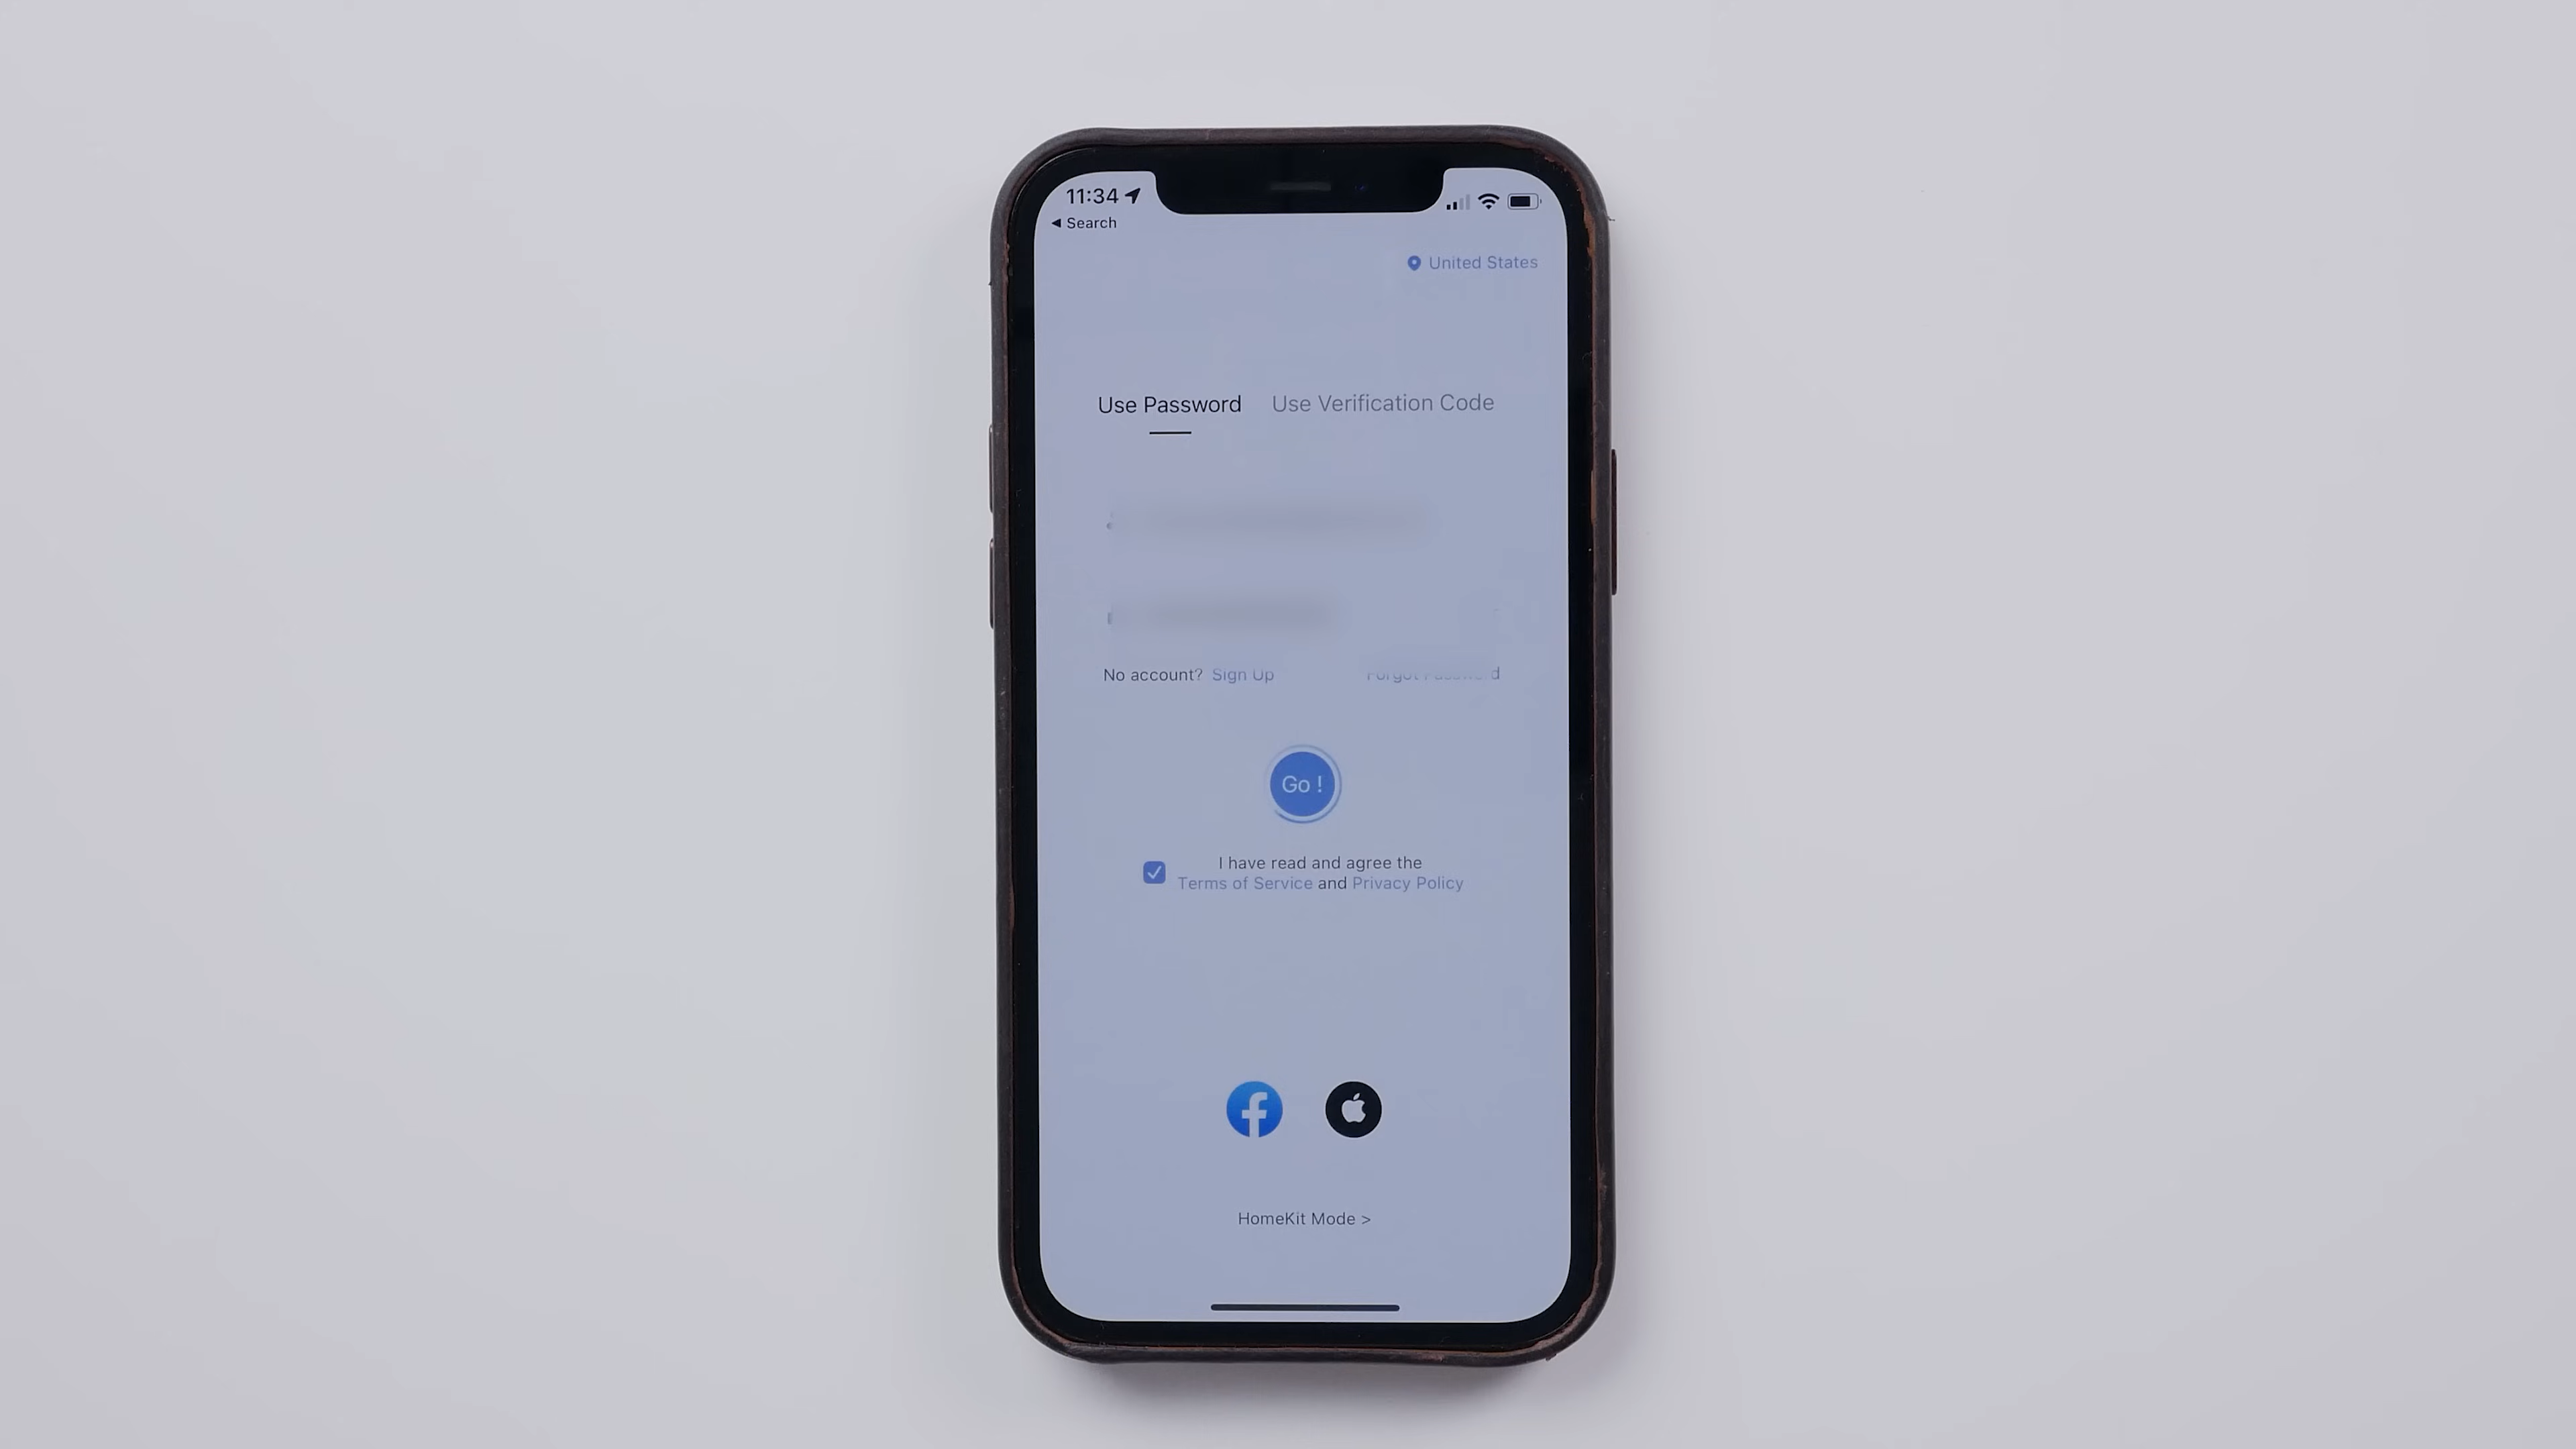 11:34
◀ Search
United States
Use Password Use Verification Code
No account? Sign Up Forgot Password
Go !
I have read and agree the
Terms of Service and Privacy Policy
HomeKit Mode >